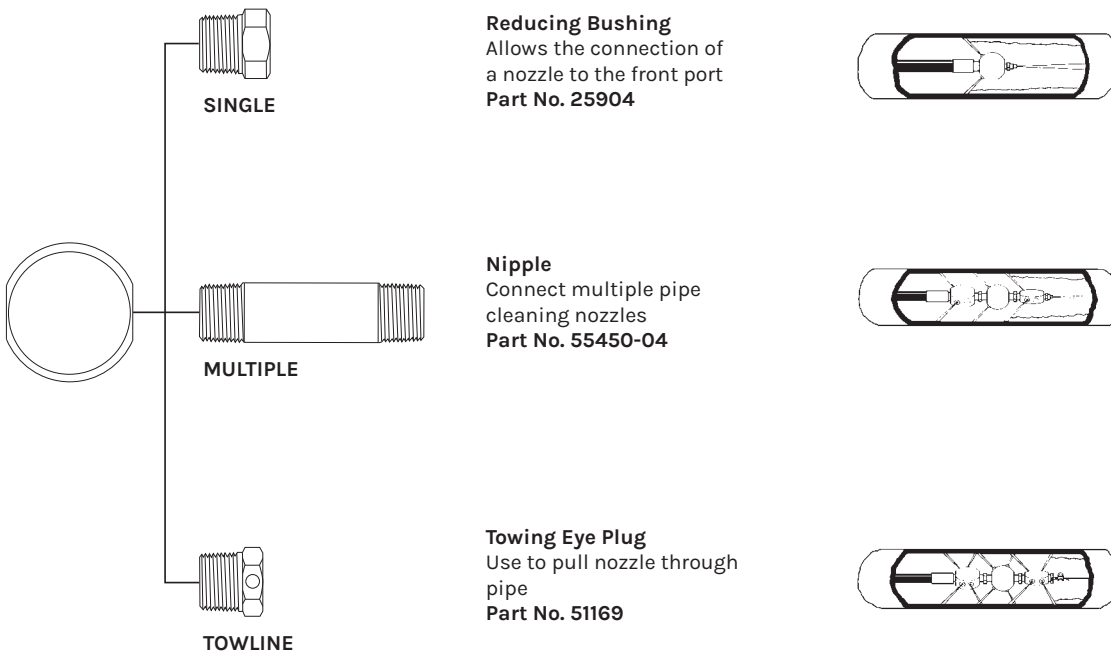 SINGLE
Reducing Bushing
Allows the connection of
a nozzle to the front port
Part No. 25904
MULTIPLE
Nipple
Connect multiple pipe
cleaning nozzles
Part No. 55450-04
TOWLINE
Towing Eye Plug
Use to pull nozzle through
pipe
Part No. 51169